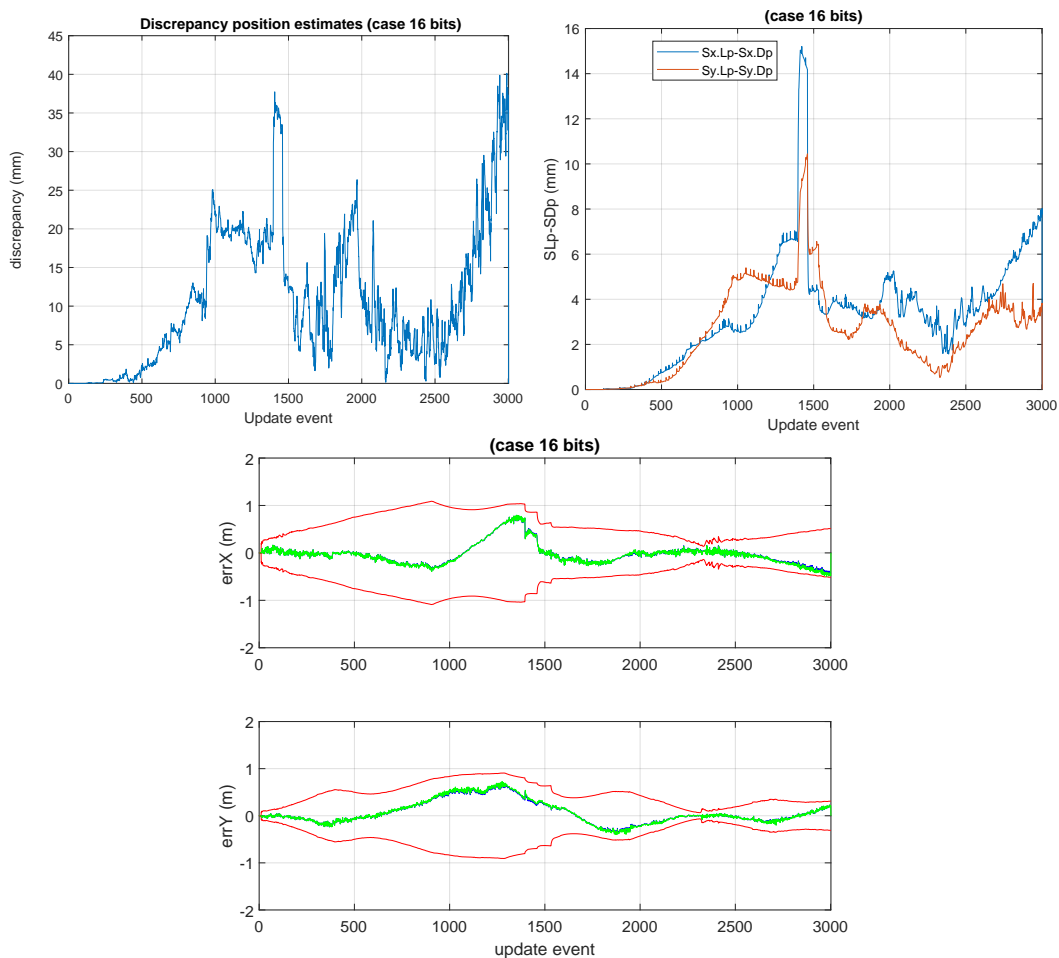 Discrepancy position estimates (case 16 bits)
45
40
35
30
25
20
15
10
5
0
discrepancy (mm)
0 500 1000 1500 2000 2500 3000
Update event
(case 16 bits)
Sx.Lp-Sx.Dp
Sy.Lp-Sy.Dp
16
14
12
10
8
6
4
2
0
SLp-SDp (mm)
0 500 1000 1500 2000 2500 3000
Update event
(case 16 bits)
2
1
0
-1
-2
errX (m)
0 500 1000 1500 2000 2500 3000
2
1
0
-1
-2
errY (m)
0 500 1000 1500 2000 2500 3000
update event